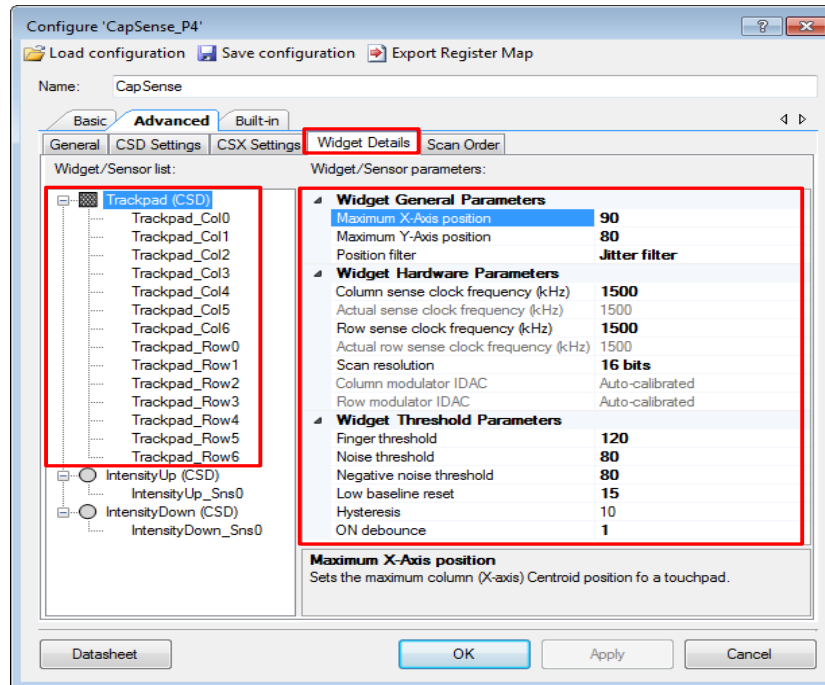 Configure 'CapSense_P4'
Load configuration Save configuration Export Register Map
Name: CapSense
Basic Advanced Built-in
General CSD Settings CSX Settings Widget Details Scan Order
Widget/Sensor list: Widget/Sensor parameters:
Trackpad (CSD)
Trackpad_Col0
Trackpad_Col1
Trackpad_Col2
Trackpad_Col3
Trackpad_Col4
Trackpad_Col5
Trackpad_Col6
Trackpad_Row0
Trackpad_Row1
Trackpad_Row2
Trackpad_Row3
Trackpad_Row4
Trackpad_Row5
Trackpad_Row6
IntensityUp (CSD)
IntensityUp_Sns0
IntensityDown (CSD)
IntensityDown_Sns0
Widget General Parameters
Maximum X-Axis position 90
Maximum Y-Axis position 80
Position filter Jitter filter
Widget Hardware Parameters
Column sense clock frequency (kHz) 1500
Actual sense clock frequency (kHz) 1500
Row sense clock frequency (kHz) 1500
Actual row sense clock frequency (kHz) 1500
Scan resolution 16 bits
Column modulator IDAC Auto-calibrated
Row modulator IDAC Auto-calibrated
Widget Threshold Parameters
Finger threshold 120
Noise threshold 80
Negative noise threshold 80
Low baseline reset 15
Hysteresis 10
ON debounce 1
Maximum X-Axis position
Sets the maximum column (X-axis) Centroid position fo a touchpad.
Datasheet OK Apply Cancel